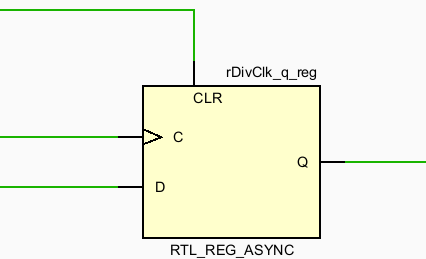 rDivClk_q_reg
CLR
C
Q
D
RTL_REG_ASYNC